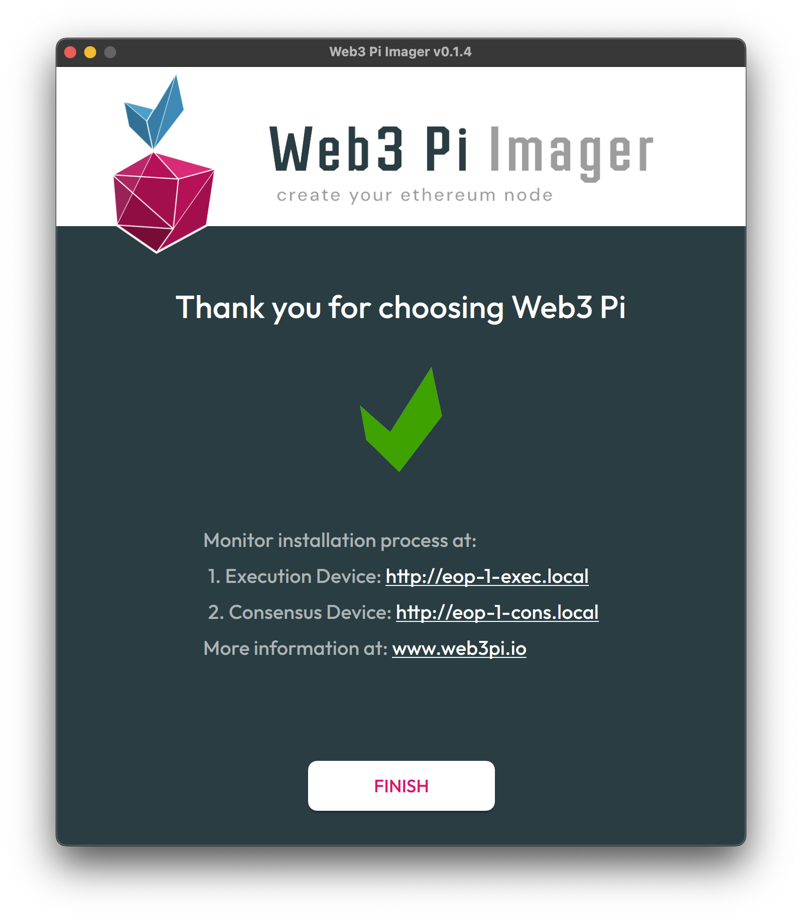 Web3 Pi Imager v0.1.4
Web3 Pi Imager
create your ethereum node
Thank you for choosing Web3 Pi
Monitor installation process at:
1. Execution Device: http://eop-1-exec.local
2. Consensus Device: http://eop-1-cons.local
More information at: www.web3pi.io
FINISH